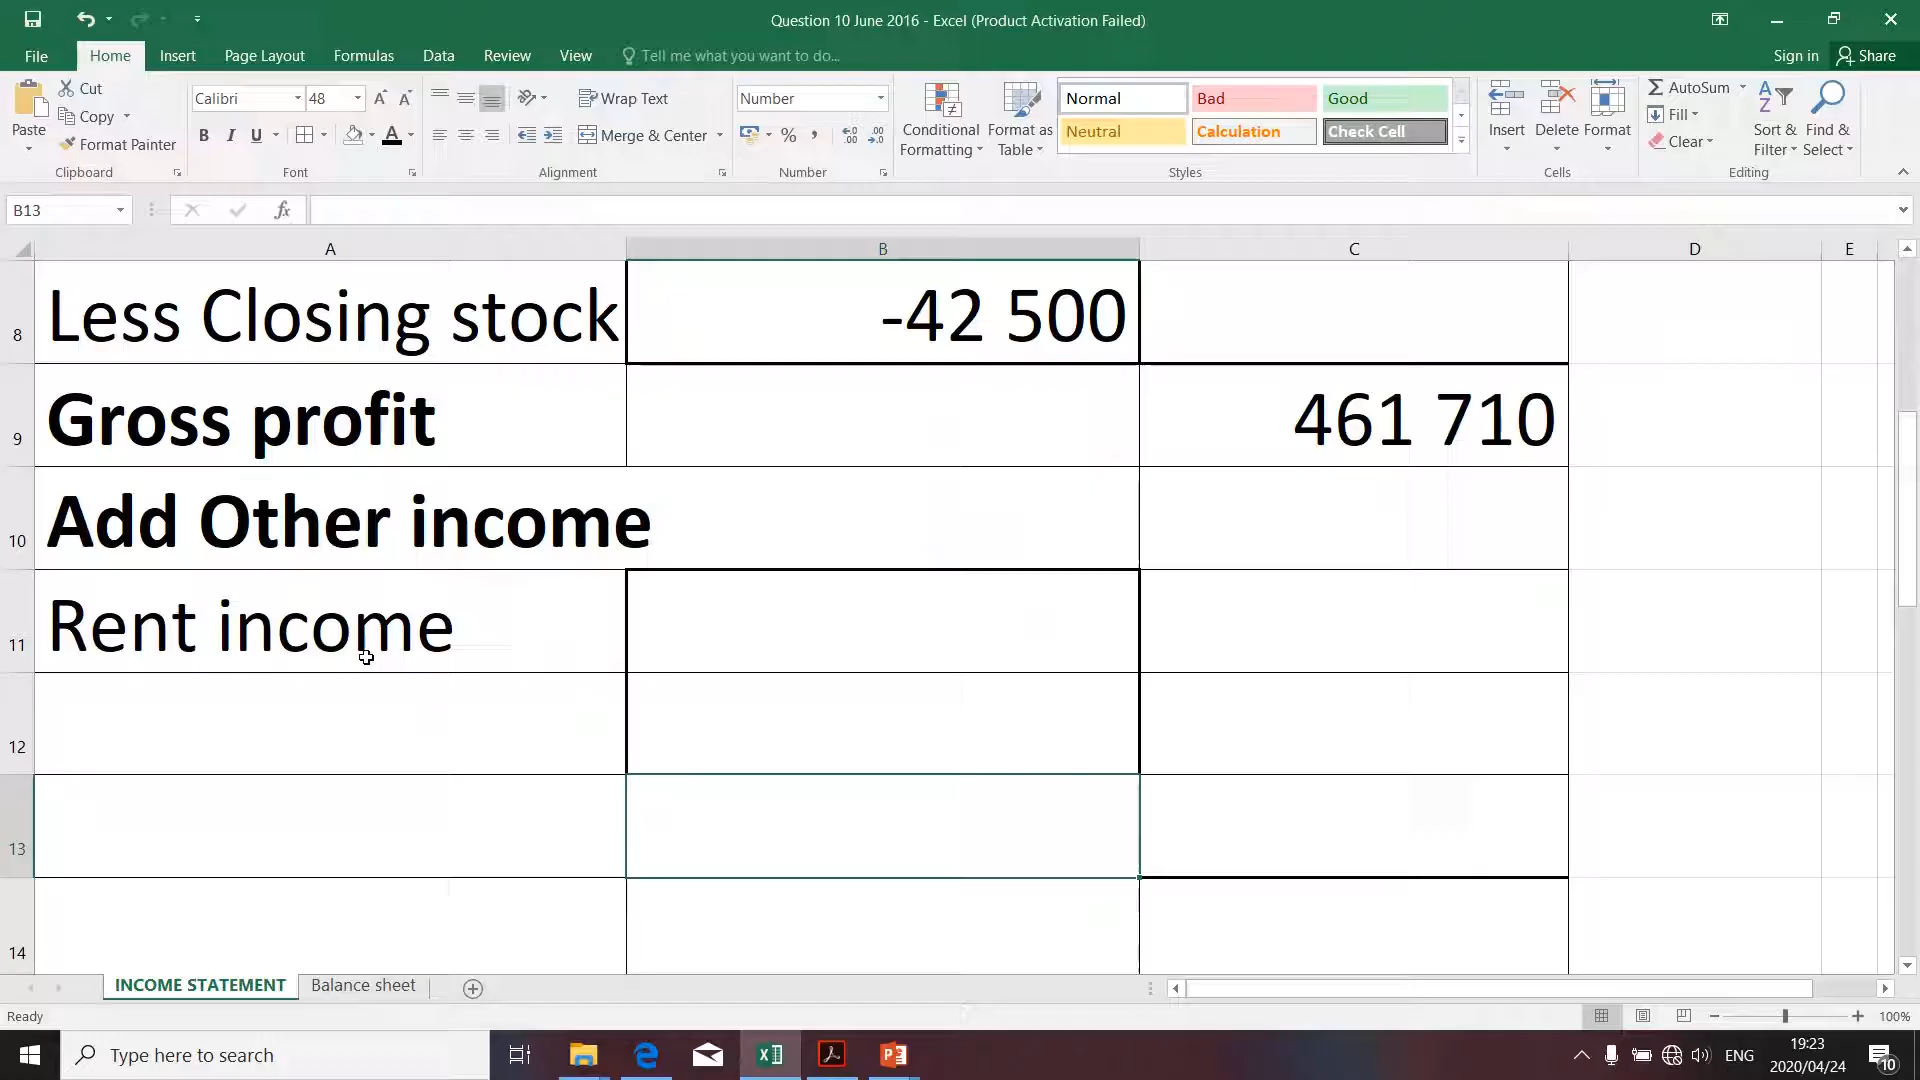 Question 10 June 2016 - Excel (Product Activation Failed)
File Home Insert Page Layout Formulas Data Review View Tell me what you want to do... Sign in Share
Paste Cut Copy Format Painter Clipboard
Calibri 48 A A B I U A Font
Wrap Text Merge & Center Alignment
Number % , Number
Conditional Formatting Format as Table
Normal Bad Good
Neutral Calculation Check Cell
Styles
Insert Delete Format Cells
AutoSum Fill Clear Sort & Filter Find & Select Editing
B13 fx
A B C D E
8 Less Closing stock -42 500
9 Gross profit 461 710
10 Add Other income
11 Rent income
12
13
14
INCOME STATEMENT Balance sheet
Ready 100%
Type here to search ENG 19:23
2020/04/24 10